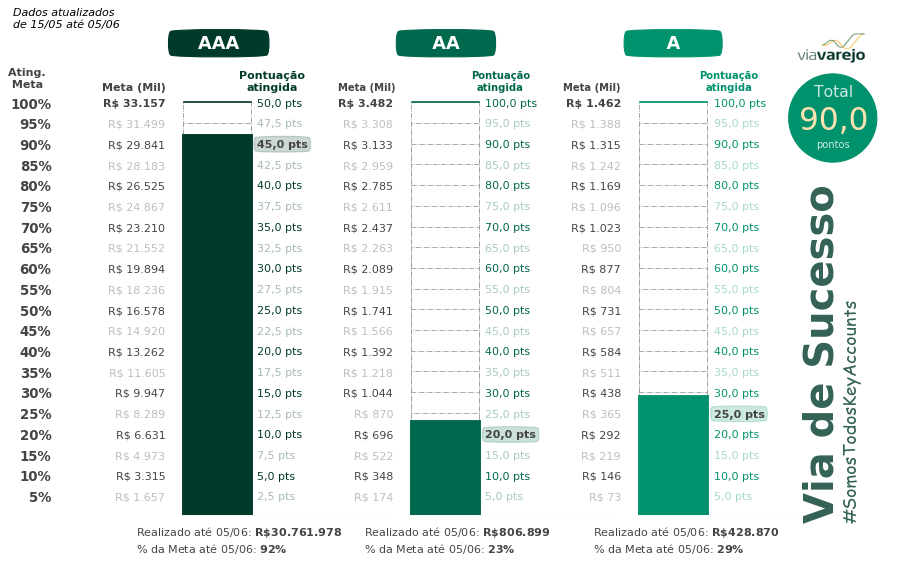 Dados atualizados
de 15/05 até 05/06
AAA
AA
A
viavarejo
Total
90,0
pontos
Ating. Meta
Meta (Mil) Pontuação atingida Meta (Mil) Pontuação atingida Meta (Mil) Pontuação atingida
100% R$ 33.157 50,0 pts R$ 3.482 100,0 pts R$ 1.462 100,0 pts
95% R$ 31.499 47,5 pts R$ 3.308 95,0 pts R$ 1.388 95,0 pts
90% R$ 29.841 45,0 pts R$ 3.133 90,0 pts R$ 1.315 90,0 pts
85% R$ 28.183 42,5 pts R$ 2.959 85,0 pts R$ 1.242 85,0 pts
80% R$ 26.525 40,0 pts R$ 2.785 80,0 pts R$ 1.169 80,0 pts
75% R$ 24.867 37,5 pts R$ 2.611 75,0 pts R$ 1.096 75,0 pts
70% R$ 23.210 35,0 pts R$ 2.437 70,0 pts R$ 1.023 70,0 pts
65% R$ 21.552 32,5 pts R$ 2.263 65,0 pts R$ 950 65,0 pts
60% R$ 19.894 30,0 pts R$ 2.089 60,0 pts R$ 877 60,0 pts
55% R$ 18.236 27,5 pts R$ 1.915 55,0 pts R$ 804 55,0 pts
50% R$ 16.578 25,0 pts R$ 1.741 50,0 pts R$ 731 50,0 pts
45% R$ 14.920 22,5 pts R$ 1.566 45,0 pts R$ 657 45,0 pts
40% R$ 13.262 20,0 pts R$ 1.392 40,0 pts R$ 584 40,0 pts
35% R$ 11.605 17,5 pts R$ 1.218 35,0 pts R$ 511 35,0 pts
30% R$ 9.947 15,0 pts R$ 1.044 30,0 pts R$ 438 30,0 pts
25% R$ 8.289 12,5 pts R$ 870 25,0 pts R$ 365 25,0 pts
20% R$ 6.631 10,0 pts R$ 696 20,0 pts R$ 292 20,0 pts
15% R$ 4.973 7,5 pts R$ 522 15,0 pts R$ 219 15,0 pts
10% R$ 3.315 5,0 pts R$ 348 10,0 pts R$ 146 10,0 pts
5% R$ 1.657 2,5 pts R$ 174 5,0 pts R$ 73 5,0 pts
Realizado até 05/06: R$30.761.978
% da Meta até 05/06: 92%
Realizado até 05/06: R$806.899
% da Meta até 05/06: 23%
Realizado até 05/06: R$428.870
% da Meta até 05/06: 29%
Via de Sucesso
#SomosTodosKeyAccounts